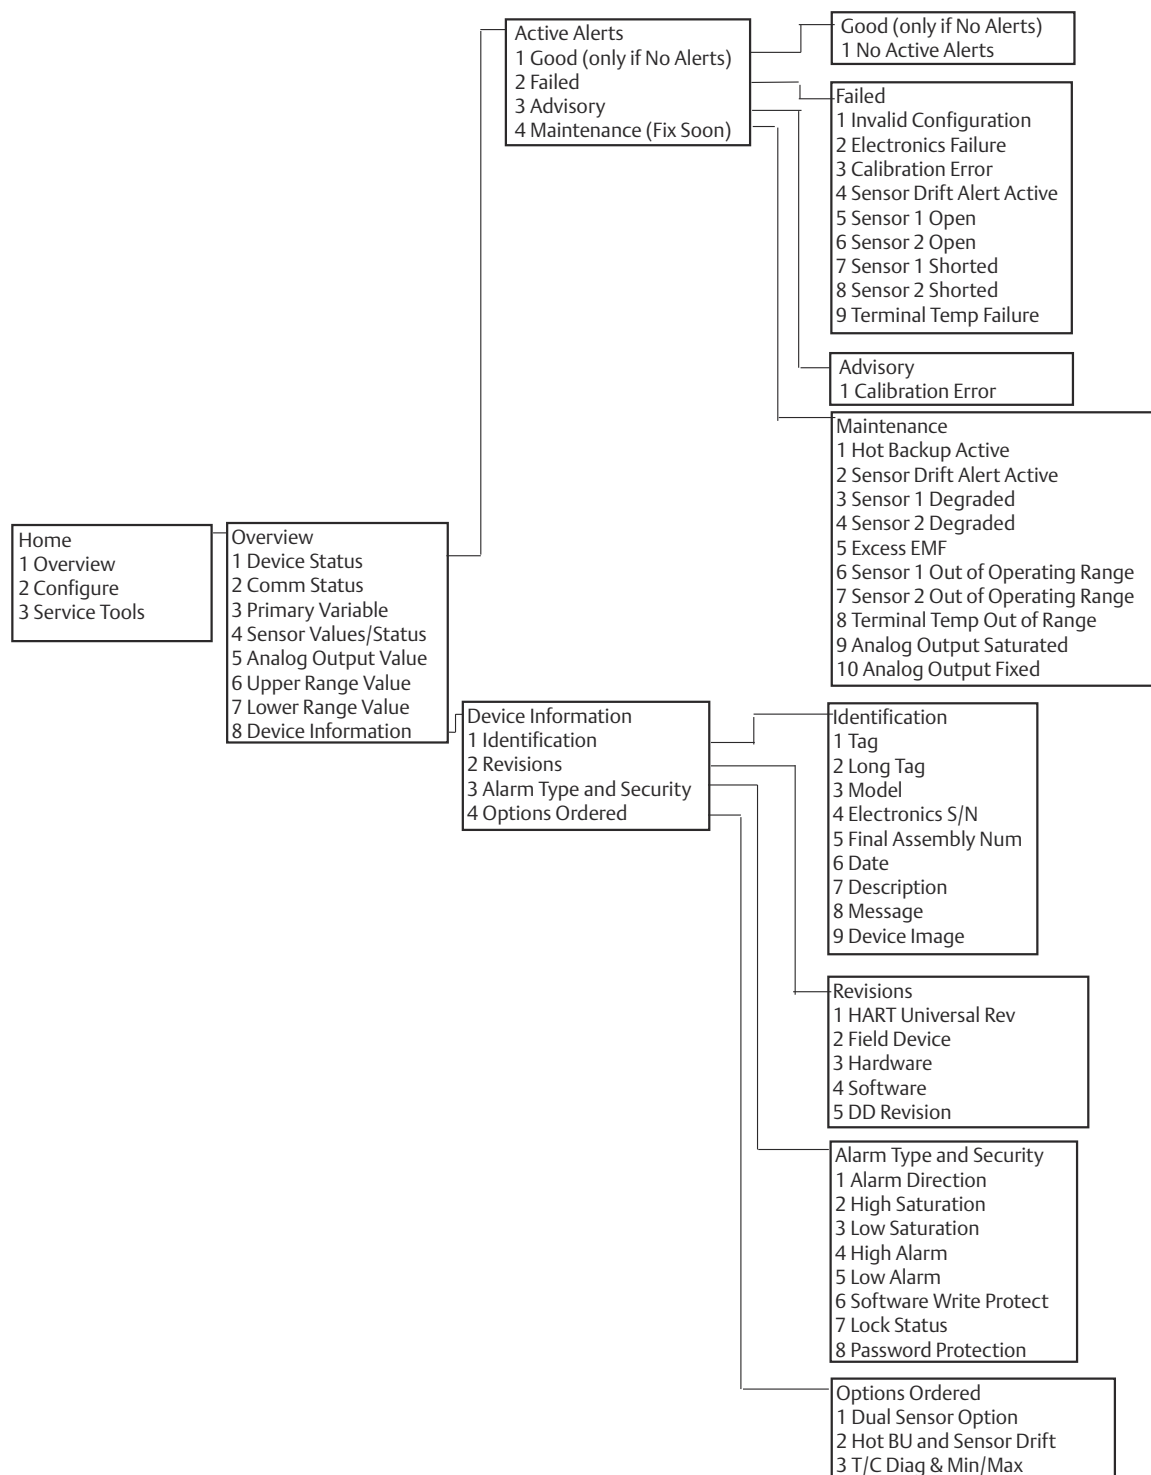 Home
1 Overview
2 Configure
3 Service Tools
Overview
1 Device Status
2 Comm Status
3 Primary Variable
4 Sensor Values/Status
5 Analog Output Value
6 Upper Range Value
7 Lower Range Value
8 Device Information
Active Alerts
1 Good (only if No Alerts)
2 Failed
3 Advisory
4 Maintenance (Fix Soon)
Good (only if No Alerts)
1 No Active Alerts
Failed
1 Invalid Configuration
2 Electronics Failure
3 Calibration Error
4 Sensor Drift Alert Active
5 Sensor 1 Open
6 Sensor 2 Open
7 Sensor 1 Shorted
8 Sensor 2 Shorted
9 Terminal Temp Failure
Advisory
1 Calibration Error
Maintenance
1 Hot Backup Active
2 Sensor Drift Alert Active
3 Sensor 1 Degraded
4 Sensor 2 Degraded
5 Excess EMF
6 Sensor 1 Out of Operating Range
7 Sensor 2 Out of Operating Range
8 Terminal Temp Out of Range
9 Analog Output Saturated
10 Analog Output Fixed
Device Information
1 Identification
2 Revisions
3 Alarm Type and Security
4 Options Ordered
Identification
1 Tag
2 Long Tag
3 Model
4 Electronics S/N
5 Final Assembly Num
6 Date
7 Description
8 Message
9 Device Image
Revisions
1 HART Universal Rev
2 Field Device
3 Hardware
4 Software
5 DD Revision
Alarm Type and Security
1 Alarm Direction
2 High Saturation
3 Low Saturation
4 High Alarm
5 Low Alarm
6 Software Write Protect
7 Lock Status
8 Password Protection
Options Ordered
1 Dual Sensor Option
2 Hot BU and Sensor Drift
3 T/C Diag & Min/Max